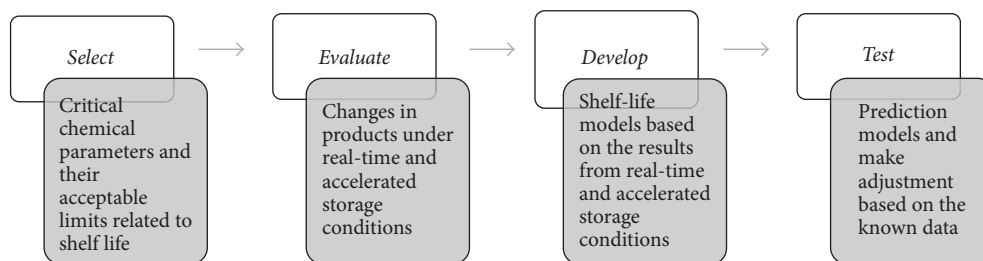 Select
Critical
chemical
parameters and
their
acceptable
limits related to
shelf life
Evaluate
Changes in
products under
real-time and
accelerated
storage
conditions
Develop
Shelf-life
models based
on the results
from real-time
and accelerated
storage
conditions
Test
Prediction
models and
make
adjustment
based on the
known data